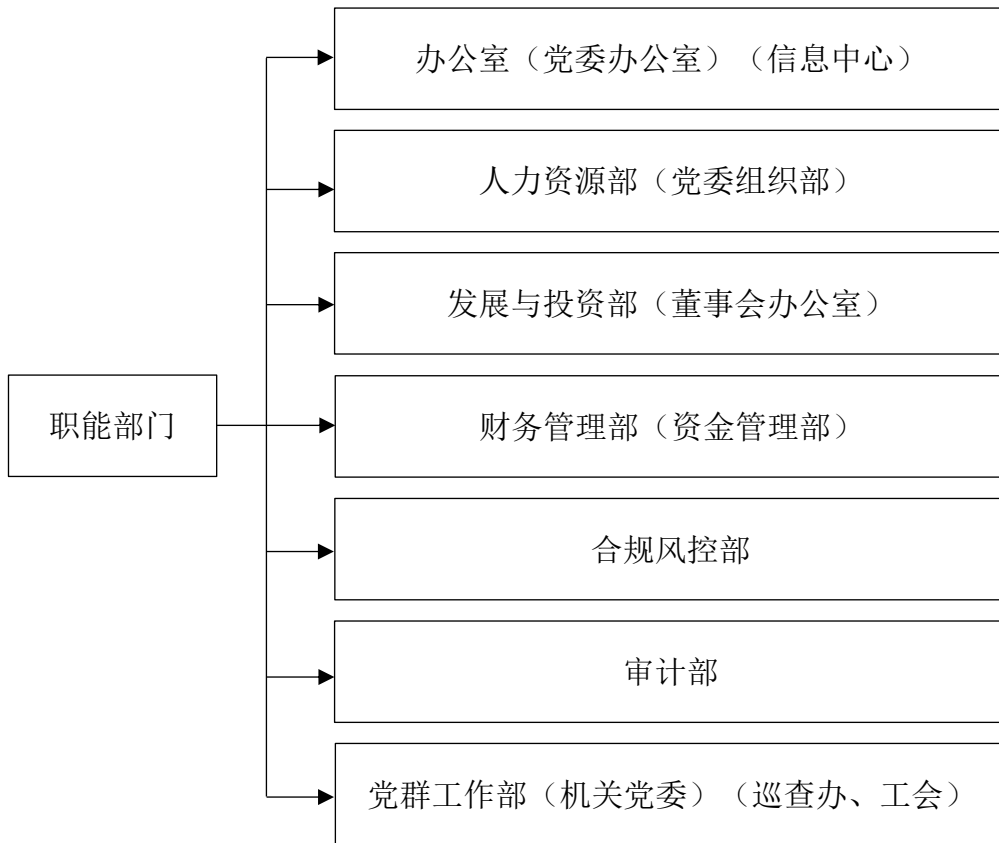 办公室（党委办公室）（信息中心）
人力资源部（党委组织部）
发展与投资部（董事会办公室）
职能部门
财务管理部（资金管理部）
合规风控部
审计部
党群工作部（机关党委）（巡查办、工会）